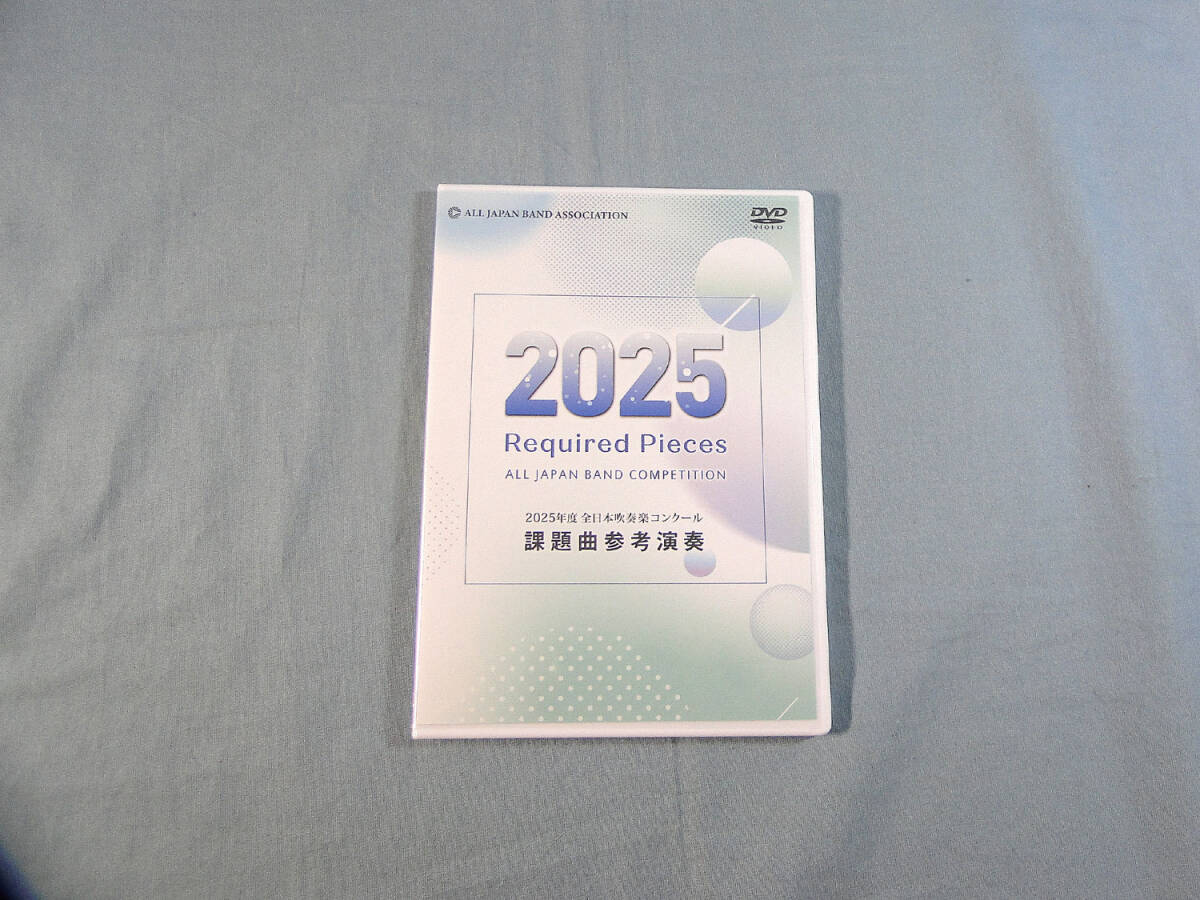 ALL JAPAN BAND ASSOCIATION
DVD
VIDEO
2025
Required Pieces
ALL JAPAN BAND COMPETITION
2025年度 全日本吹奏楽コンクール
課題曲参考演奏